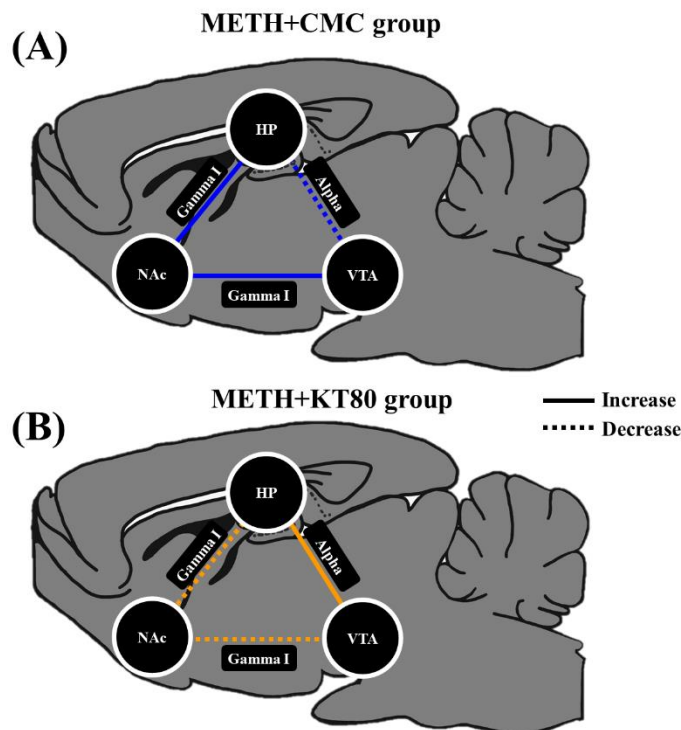 METH+CMC group
(A)
HP
Gamma I
Alpha
NAc
VTA
Gamma I
METH+KT80 group
Increase
Decrease
(B)
HP
Gamma I
Alpha
NAc
VTA
Gamma I